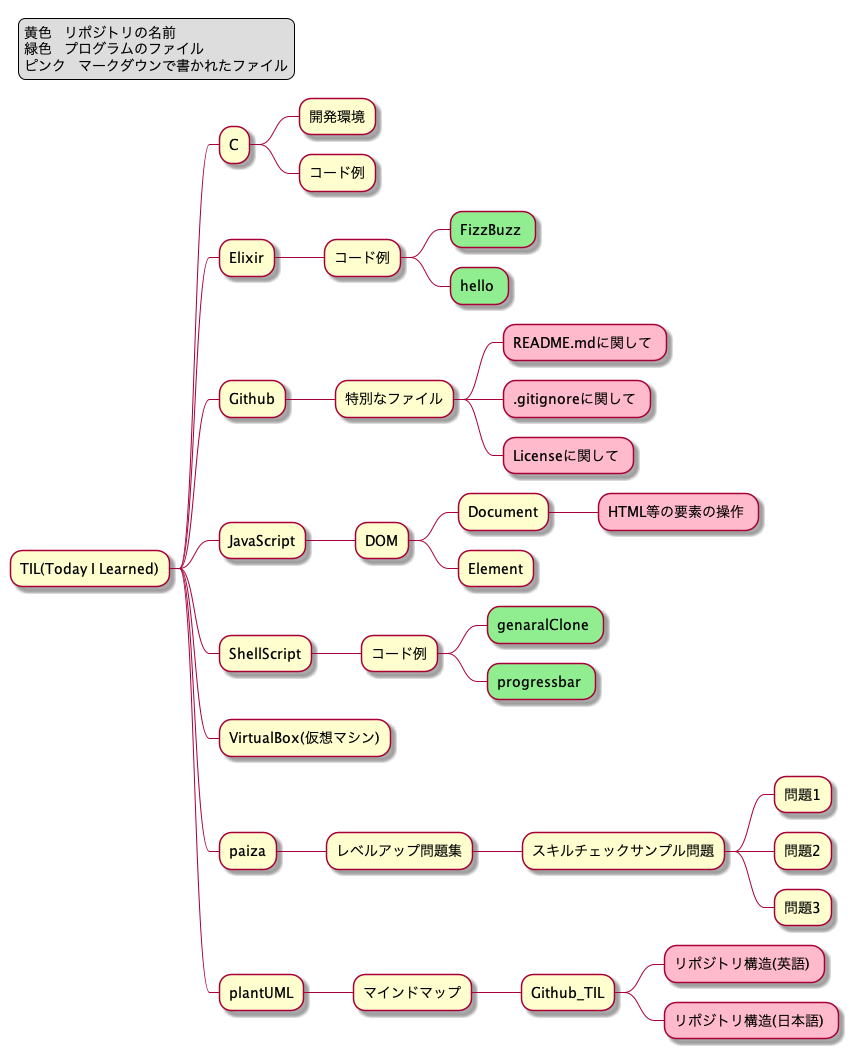 黄色　リポジトリの名前
緑色　プログラムのファイル
ピンク　マークダウンで書かれたファイル
TIL(Today I Learned)
C
開発環境
コード例
Elixir
コード例
FizzBuzz
hello
Github
特別なファイル
README.mdに関して
.gitignoreに関して
Licenseに関して
JavaScript
DOM
Document
HTML等の要素の操作
Element
ShellScript
コード例
genaralClone
progressbar
VirtualBox(仮想マシン)
paiza
レベルアップ問題集
スキルチェックサンプル問題
問題1
問題2
問題3
plantUML
マインドマップ
Github_TIL
リポジトリ構造(英語)
リポジトリ構造(日本語)